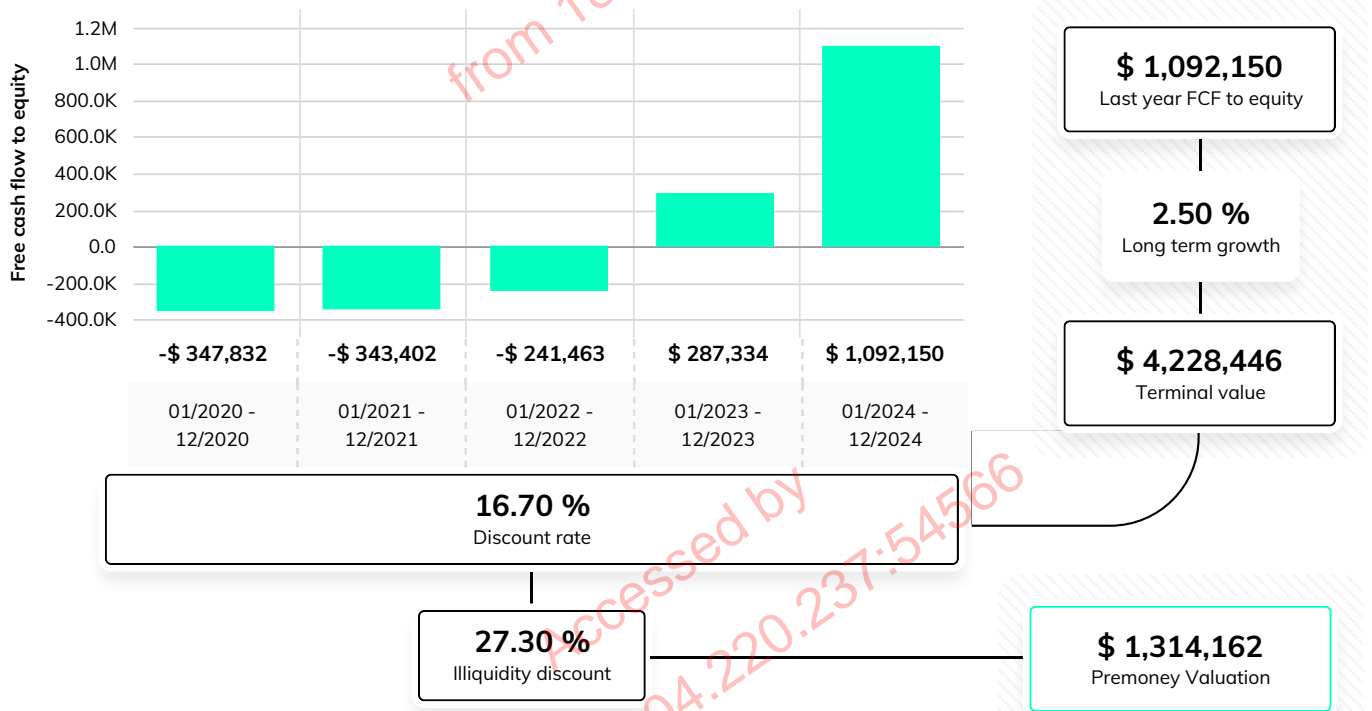 Free cash flow to equity
1.2M
1.0M
800.0K
600.0K
400.0K
200.0K
0.0
-200.0K
-400.0K
-$ 347,832
-$ 343,402
-$ 241,463
$ 287,334
$ 1,092,150
01/2020 -
12/2020
01/2021 -
12/2021
01/2022 -
12/2022
01/2023 -
12/2023
01/2024 -
12/2024
$ 1,092,150
Last year FCF to equity
2.50 %
Long term growth
$ 4,228,446
Terminal value
16.70 %
Discount rate
27.30 %
Illiquidity discount
$ 1,314,162
Premoney Valuation
Accessed by
from
04.220.237:54566